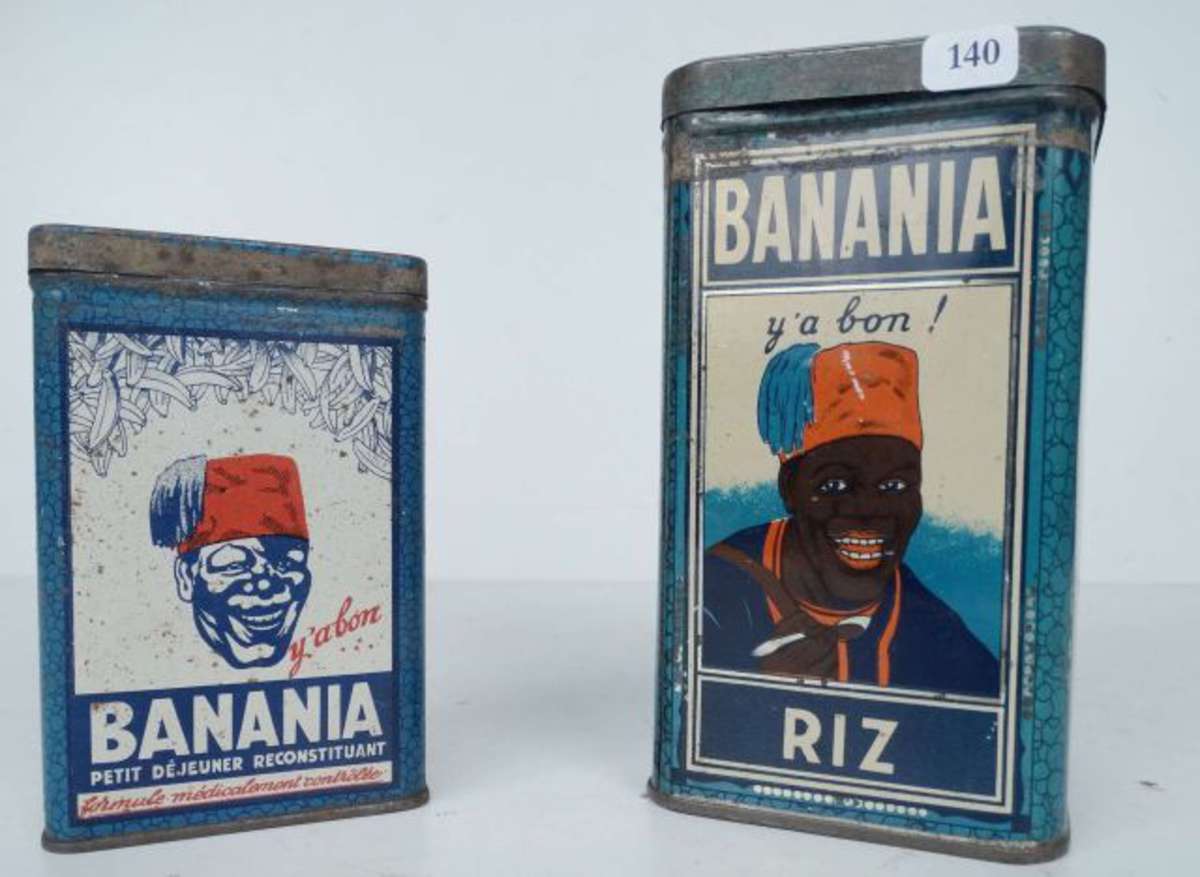 y'a bon
BANANIA
PETIT DÉJEUNER RECONSTITUANT
formule médicalement contrôlée
140
BANANIA
y'a bon !
RIZ